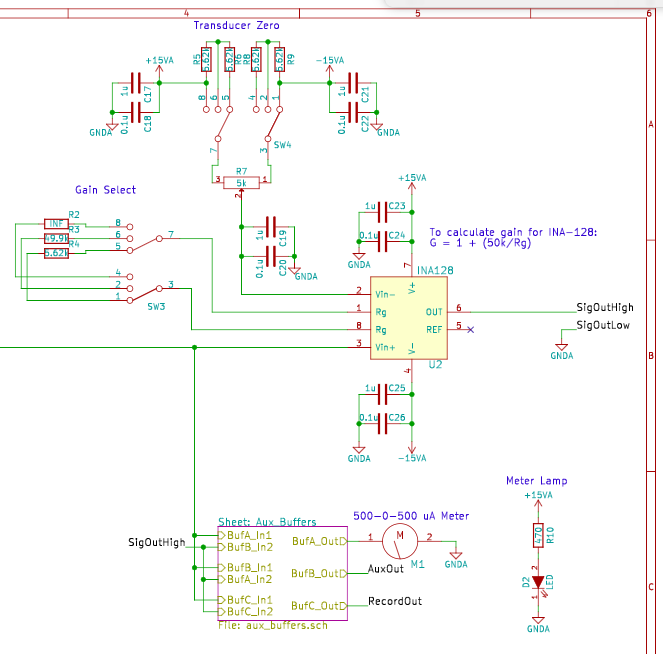 4
5
6
Transducer Zero
+15VA
R5
5.62k
R6
5.62k
R8
5.62k
R9
5.62k
-15VA
1u
C17
0.1u
C18
GNDA
8
6
5
4
2
1
1u
C21
0.1u
C22
GNDA
A
7
3
SW4
R7
3
5k
1
2
Gain Select
R2
INF
R3
49.9k
R4
5.62k
8
6
5
7
4
2
1
3
SW3
1u
C19
0.1u
C20
GNDA
+15VA
1u
C23
0.1u
C24
GNDA
To calculate gain for INA-128:
G = 1 + (50k/Rg)
7
INA128
V+
2
Vin-
1
Rg
8
Rg
3
Vin+
OUT
6
REF
5
V-
U2
4
SigOutHigh
SigOutLow
GNDA
B
1u
C25
0.1u
C26
GNDA
-15VA
Meter Lamp
+15VA
470
R10
2
D2
LED
1
GNDA
C
Sheet: Aux_Buffers
SigOutHigh
BufA_In1
BufB_In2
BufB_In1
BufA_In2
BufC_In1
BufC_In2
BufA_Out
BufB_Out
BufC_Out
File: aux_buffers.sch
500-0-500 uA Meter
1
M
2
M1
GNDA
AuxOut
RecordOut